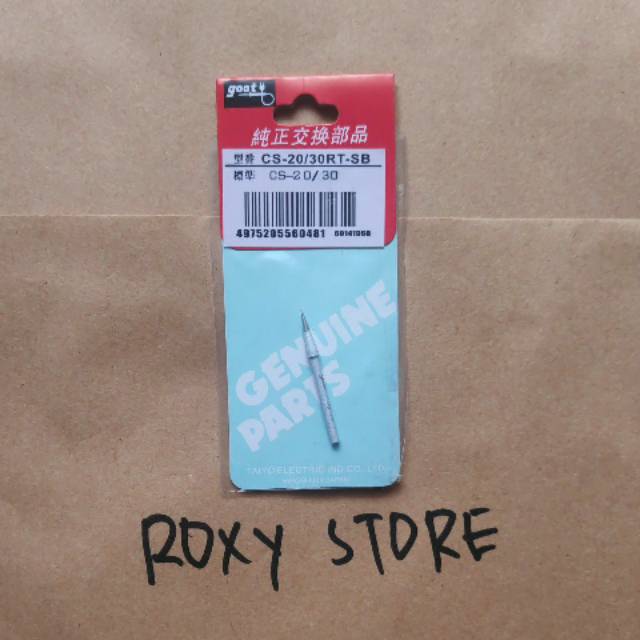 goot
純正交换部品
型番 CS-20/30RT-SB
標準 CS-20/30
4975205560481
GENUINE
PARTS
TAIYO ELECTRIC IND CO., LTD
ROXY STORE